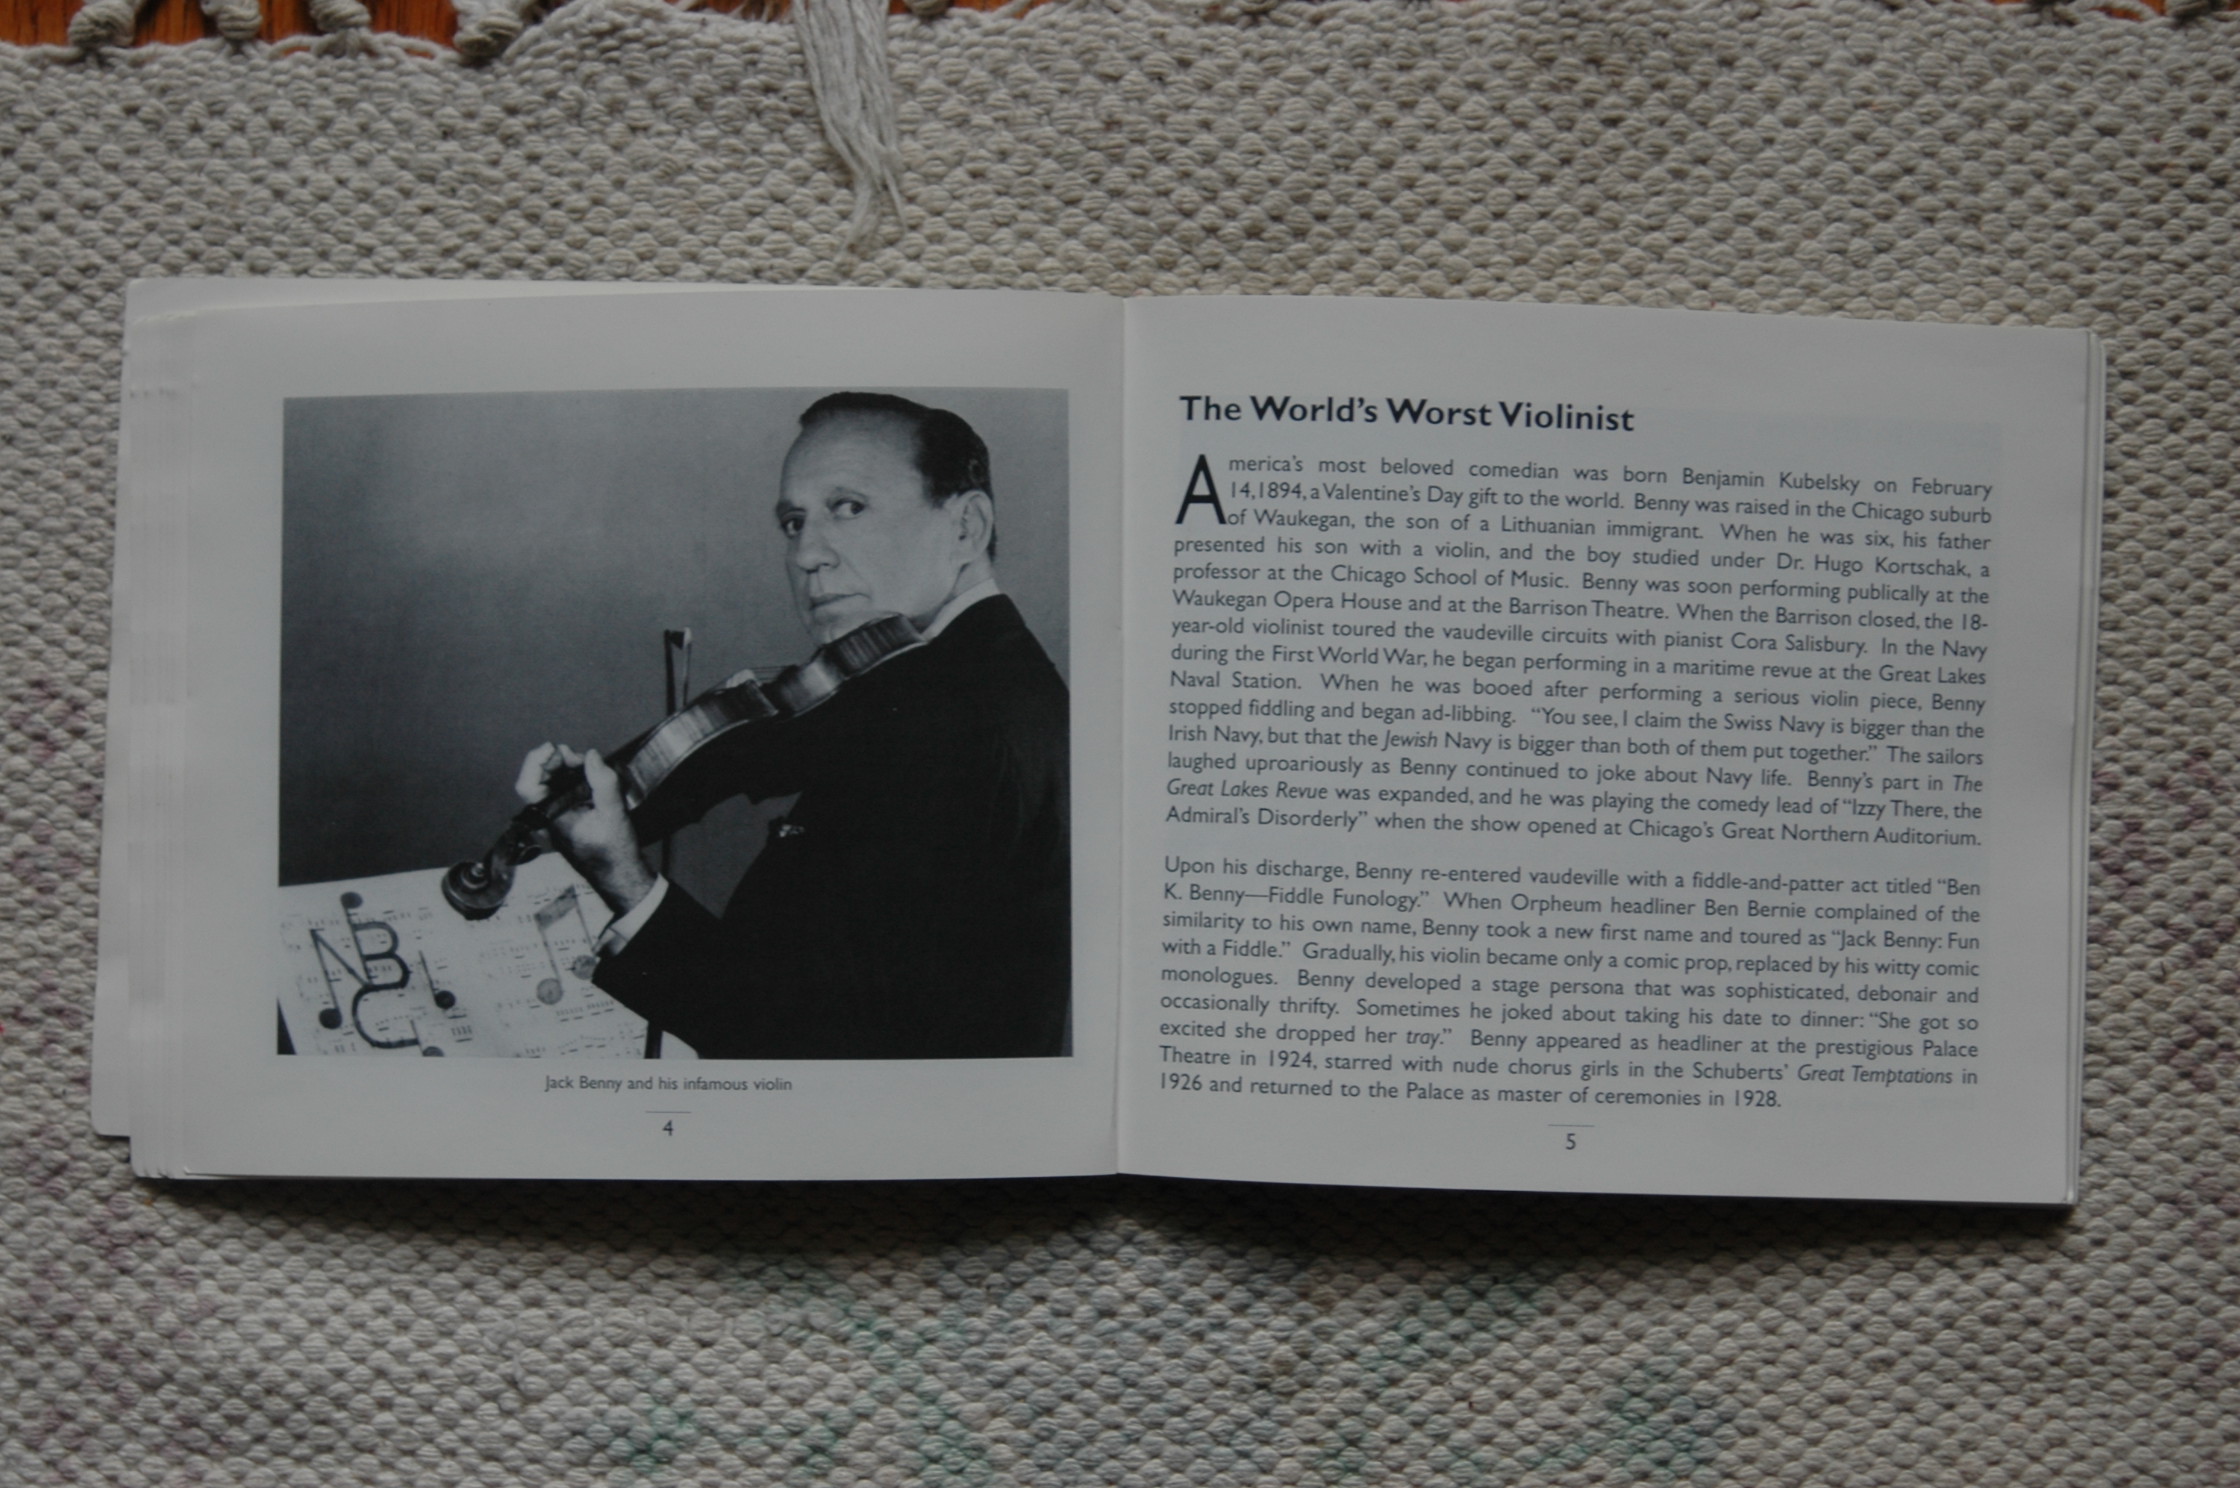 NBC
Jack Benny and his infamous violin
4
The World's Worst Violinist
America's most beloved comedian was born Benjamin Kubelsky on February
14,1894, a Valentine's Day gift to the world. Benny was raised in the Chicago suburb
of Waukegan, the son of a Lithuanian immigrant. When he was six, his father
presented his son with a violin, and the boy studied under Dr. Hugo Kortschak, a
professor at the Chicago School of Music. Benny was soon performing publically at the
Waukegan Opera House and at the Barrison Theatre. When the Barrison closed, the 18-
year-old violinist toured the vaudeville circuits with pianist Cora Salisbury. In the Navy
during the First World War, he began performing in a maritime revue at the Great Lakes
Naval Station. When he was booed after performing a serious violin piece, Benny
stopped fiddling and began ad-libbing. "You see, I claim the Swiss Navy is bigger than the
Irish Navy, but that the Jewish Navy is bigger than both of them put together." The sailors
laughed uproariously as Benny continued to joke about Navy life. Benny's part in The
Great Lakes Revue was expanded, and he was playing the comedy lead of "Izzy There, the
Admiral's Disorderly" when the show opened at Chicago's Great Northern Auditorium.
Upon his discharge, Benny re-entered vaudeville with a fiddle-and-patter act titled "Ben
K. Benny—Fiddle Funology." When Orpheum headliner Ben Bernie complained of the
similarity to his own name, Benny took a new first name and toured as "Jack Benny: Fun
with a Fiddle." Gradually, his violin became only a comic prop, replaced by his witty comic
monologues. Benny developed a stage persona that was sophisticated, debonair and
occasionally thrifty. Sometimes he joked about taking his date to dinner: "She got so
excited she dropped her tray." Benny appeared as headliner at the prestigious Palace
Theatre in 1924, starred with nude chorus girls in the Schuberts' Great Temptations in
1926 and returned to the Palace as master of ceremonies in 1928.
5